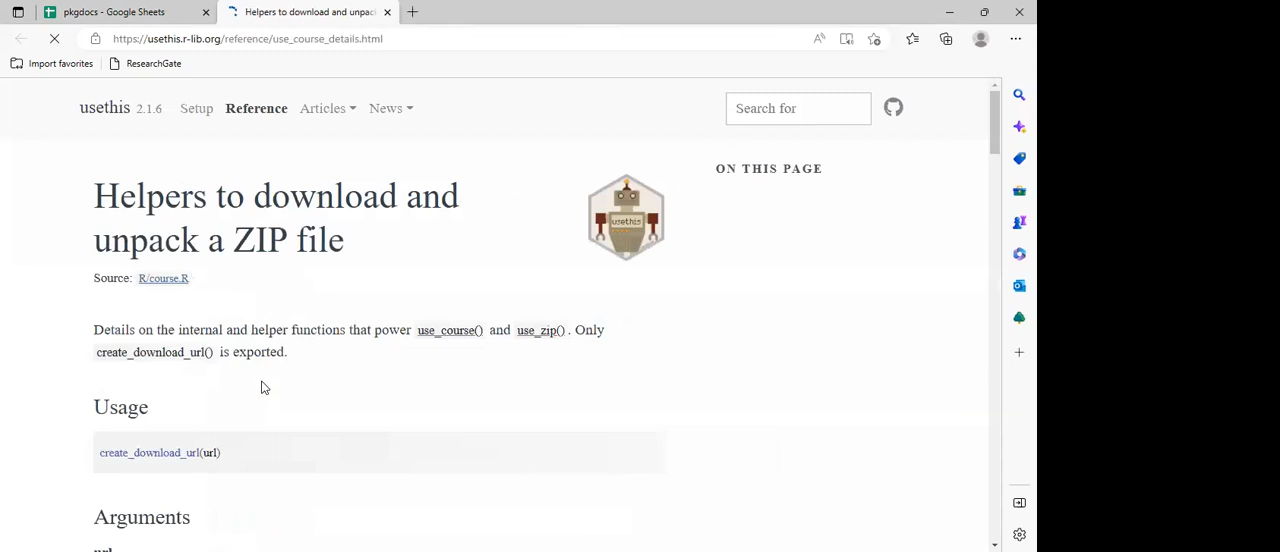 pkgdocs - Google Sheets
Helpers to download and unpac
https://usethis.r-lib.org/reference/use_course_details.html
Import favorites
ResearchGate
usethis 2.1.6 Setup Reference Articles News
Search for
ON THIS PAGE
Helpers to download and
unpack a ZIP file
usethis
Source: R/course.R
Details on the internal and helper functions that power use_course() and use_zip(). Only
create_download_url() is exported.
Usage
create_download_url(url)
Arguments
url